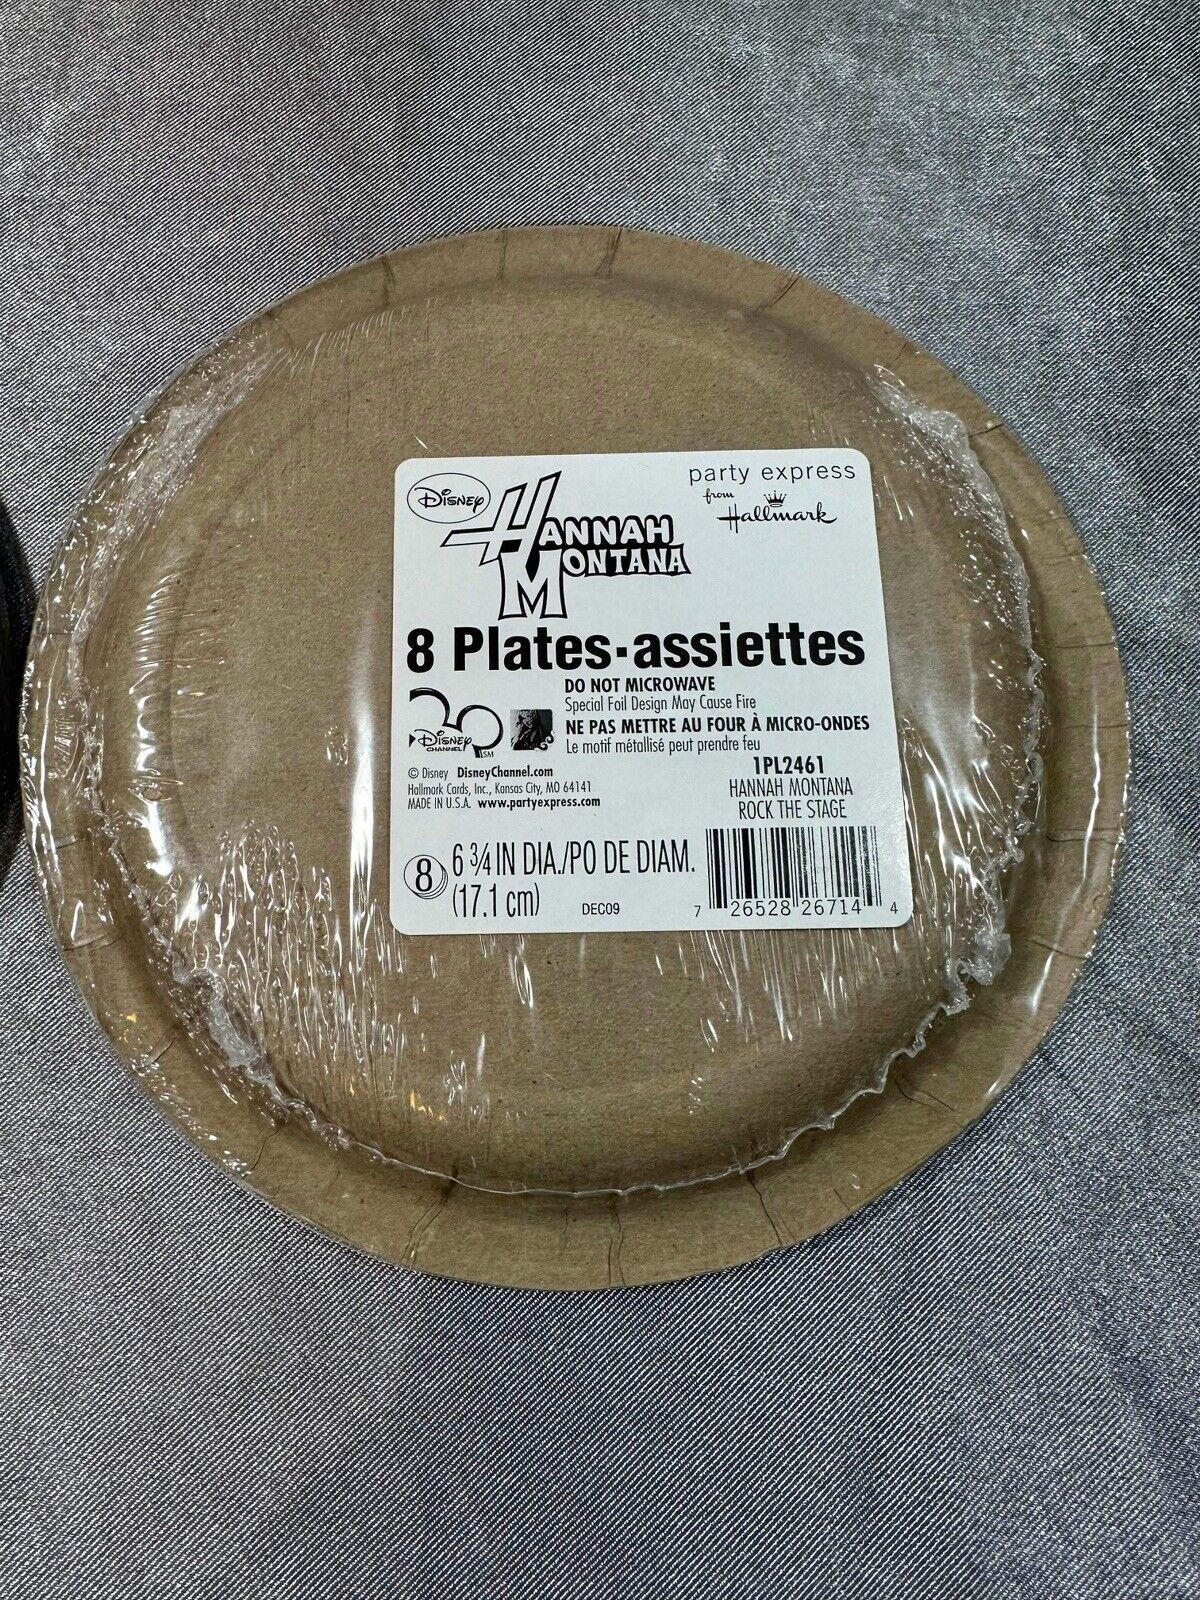 Disney
HANNAH
MONTANA
party express
from
Hallmark
8 Plates·assiettes
DO NOT MICROWAVE
Special Foil Design May Cause Fire
NE PAS METTRE AU FOUR À MICRO-ONDES
Le motif métallisé peut prendre feu
Disney
CHANNEL SM
© Disney DisneyChannel.com
Hallmark Cards, Inc., Kansas City, MO 64141
MADE IN U.S.A. www.partyexpress.com
1PL2461
HANNAH MONTANA
ROCK THE STAGE
8 6 3/4 IN DIA./PO DE DIAM.
(17.1 cm)
DEC09
7 26528 26714 4